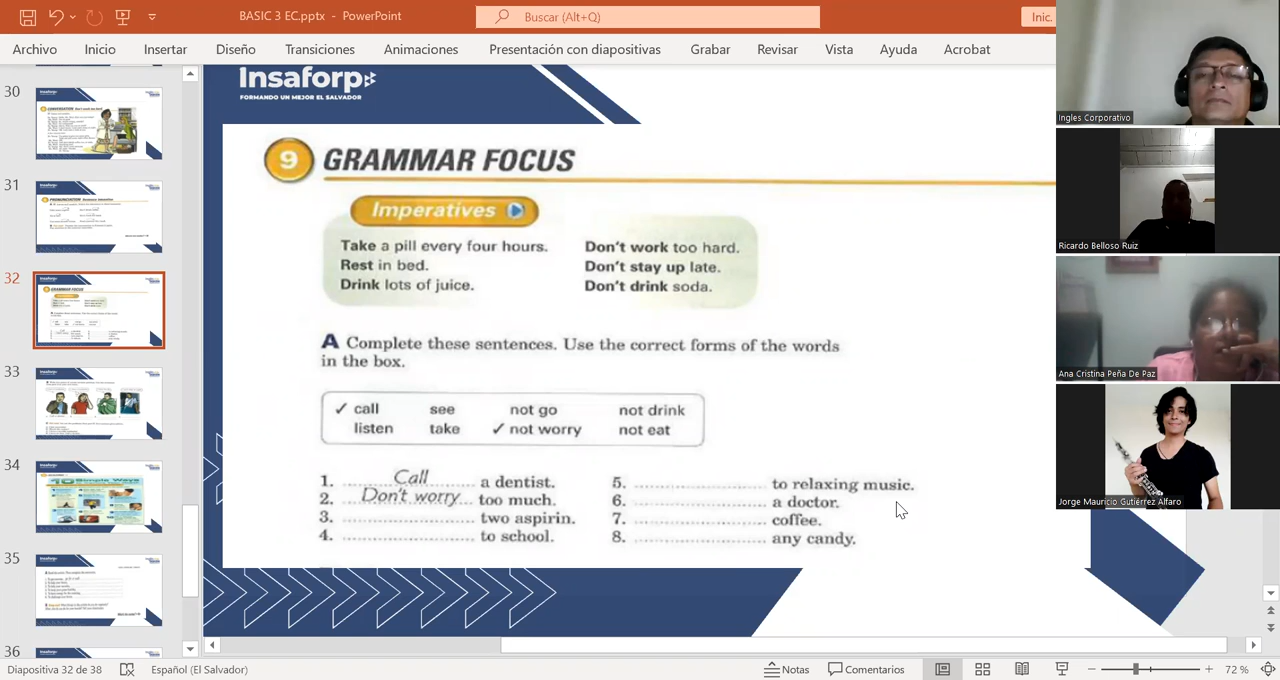 BASIC 3 EC.pptx - PowerPoint
Buscar (Alt+Q)
Inic.
Archivo Inicio Insertar Diseño Transiciones Animaciones Presentación con diapositivas Grabar Revisar Vista Ayuda Acrobat
30
31
32
33
34
35
36
Insaforp
FORMANDO UN MEJOR EL SALVADOR
9 GRAMMAR FOCUS
Imperatives
Take a pill every four hours. Don't work too hard.
Rest in bed. Don't stay up late.
Drink lots of juice. Don't drink soda.
A Complete these sentences. Use the correct forms of the words
in the box.
✓ call see not go not drink
listen take ✓ not worry not eat
1. Call a dentist. 5. to relaxing music.
2. Don't worry too much. 6. a doctor.
3. two aspirin. 7. coffee.
4. to school. 8. any candy.
Ingles Corporativo
Ricardo Belloso Ruiz
Ana Cristina Peña De Paz
Jorge Mauricio Gutiérrez Alfaro
Diapositiva 32 de 38 Español (El Salvador) Notas Comentarios 72 %